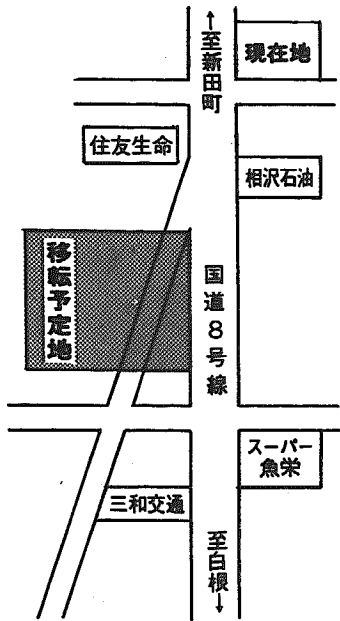 ↑至新田町
現在地
住友生命
相沢石油
移転予定地
国道8号線
スーパー
魚栄
三和交通
至白根↓